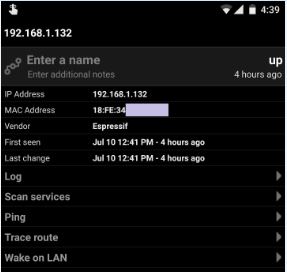 4:39
192.168.1.132
Enter a name up
Enter additional notes 4 hours ago
IP Address 192.168.1.132
MAC Address 18:FE:34
Vendor Espressif
First seen Jul 10 12:41 PM - 4 hours ago
Last change Jul 10 12:41 PM - 4 hours ago
Log
Scan services
Ping
Trace route
Wake on LAN